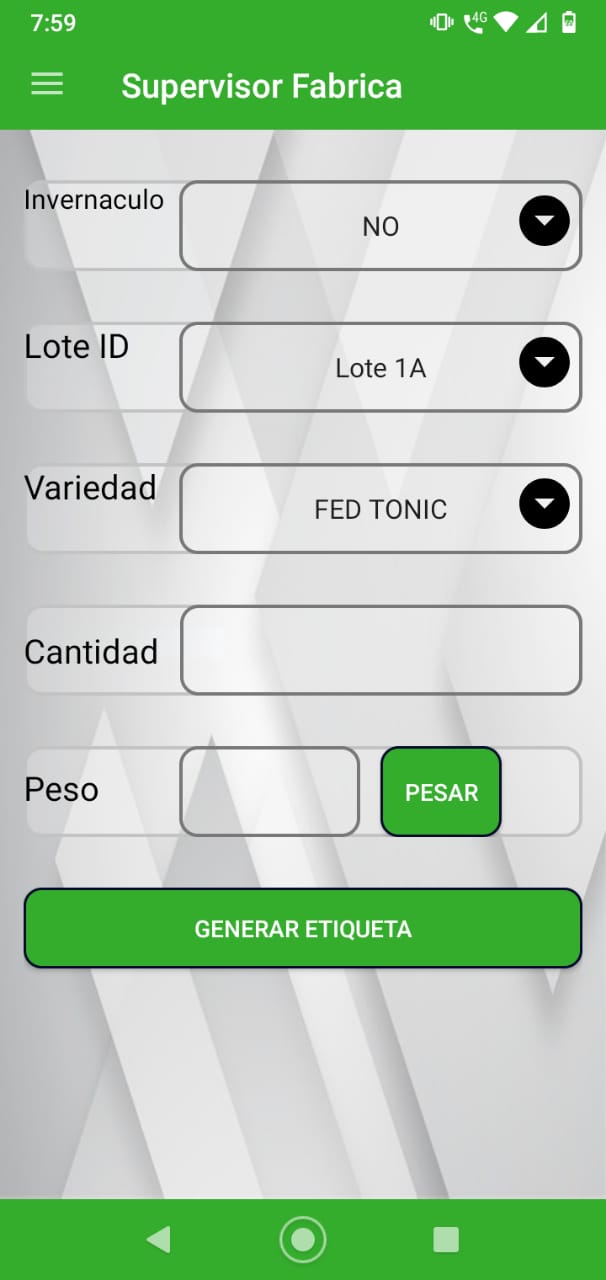 7:59
4G
Supervisor Fabrica
Invernaculo
NO
Lote ID
Lote 1A
Variedad
FED TONIC
Cantidad
Peso
PESAR
GENERAR ETIQUETA